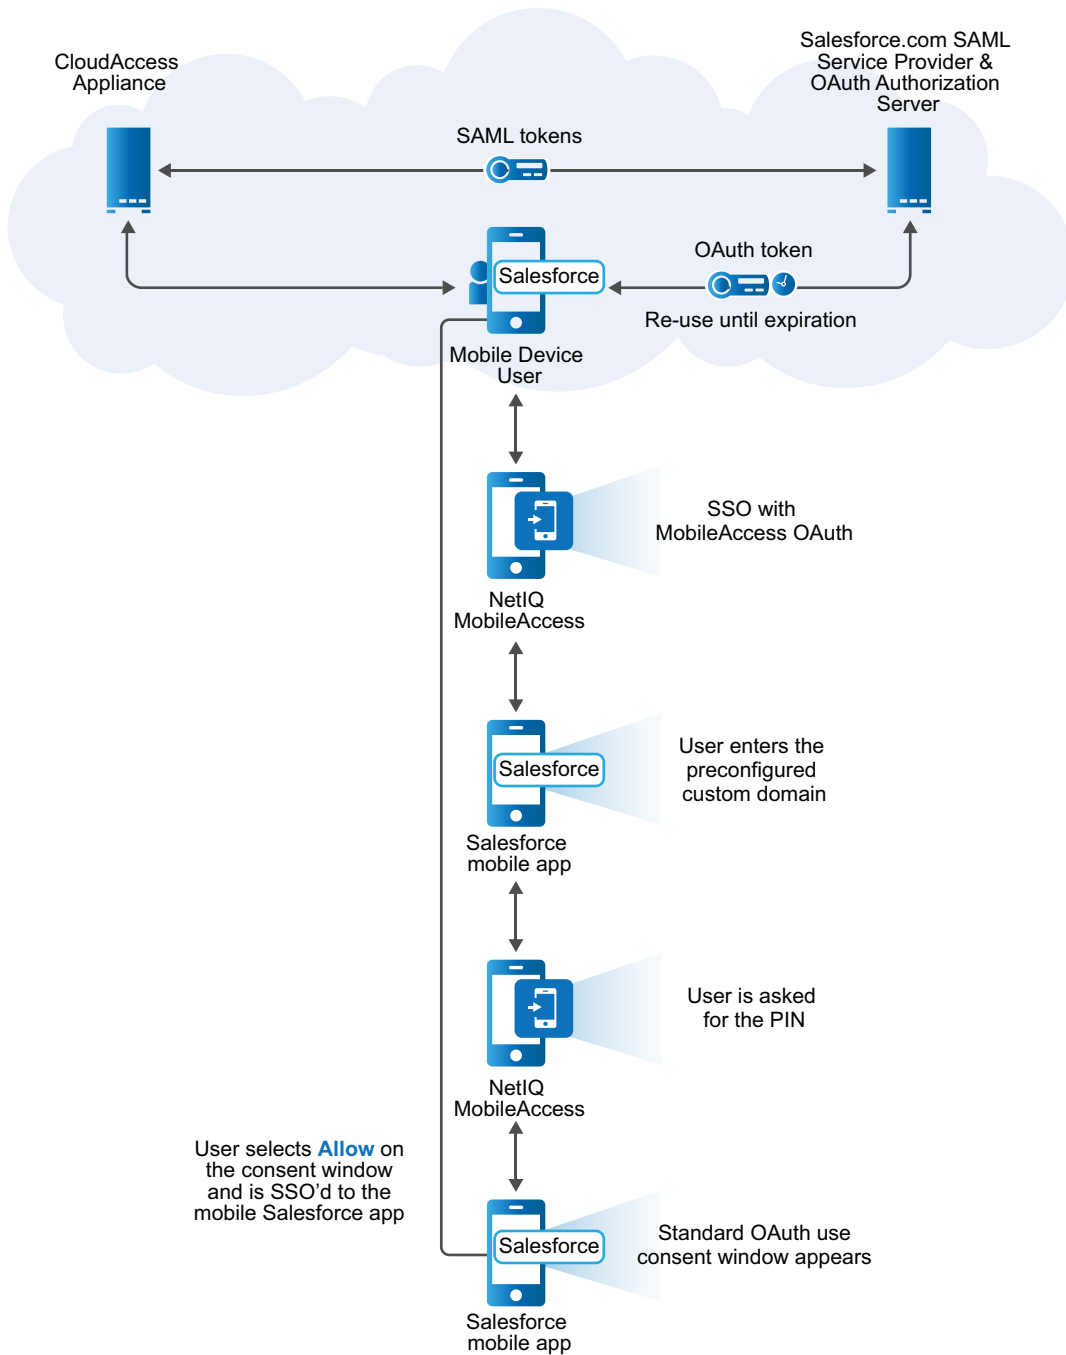 CloudAccess
Appliance
Salesforce.com SAML
Service Provider &
OAuth Authorization
Server
SAML tokens
Salesforce
OAuth token
Re-use until expiration
Mobile Device
User
SSO with
MobileAccess OAuth
NetIQ
MobileAccess
Salesforce
User enters the
preconfigured
custom domain
Salesforce
mobile app
User is asked
for the PIN
NetIQ
MobileAccess
User selects Allow on
the consent window
and is SSO’d to the
mobile Salesforce app
Salesforce
Standard OAuth use
consent window appears
Salesforce
mobile app